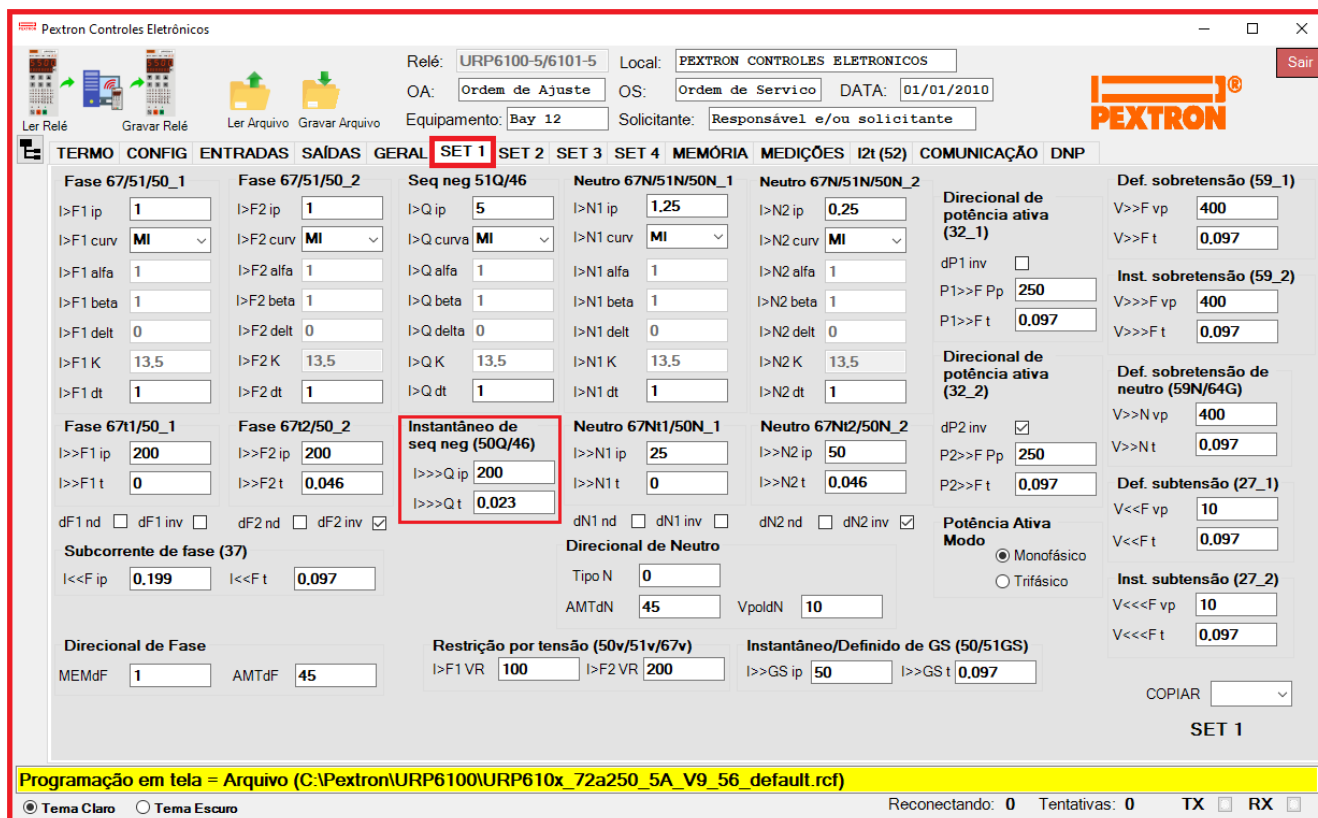 Pextron Controles Eletrônicos
Relé: URP6100-5/6101-5 Local: PEXTRON CONTROLES ELETRONICOS
Sair
OA: Ordem de Ajuste OS: Ordem de Servico DATA: 01/01/2010
Equipamento: Bay 12 Solicitante: Responsável e/ou solicitante
PEXTRON®
Ler Relé Gravar Relé Ler Arquivo Gravar Arquivo
TERMO CONFIG ENTRADAS SAÍDAS GERAL SET 1 SET 2 SET 3 SET 4 MEMÓRIA MEDIÇÕES I2t (52) COMUNICAÇÃO DNP
Fase 67/51/50_1
I>F1 ip 1
I>F1 curv MI
I>F1 alfa 1
I>F1 beta 1
I>F1 delt 0
I>F1 K 13,5
I>F1 dt 1
Fase 67/51/50_2
I>F2 ip 1
I>F2 curv MI
I>F2 alfa 1
I>F2 beta 1
I>F2 delt 0
I>F2 K 13,5
I>F2 dt 1
Seq neg 51Q/46
I>Q ip 5
I>Q curva MI
I>Q alfa 1
I>Q beta 1
I>Q delta 0
I>Q K 13,5
I>Q dt 1
Neutro 67N/51N/50N_1
I>N1 ip 1,25
I>N1 curv MI
I>N1 alfa 1
I>N1 beta 1
I>N1 delt 0
I>N1 K 13,5
I>N1 dt 1
Neutro 67N/51N/50N_2
I>N2 ip 0,25
I>N2 curv MI
I>N2 alfa 1
I>N2 beta 1
I>N2 delt 0
I>N2 K 13,5
I>N2 dt 1
Direcional de
potência ativa
(32_1)
dP1 inv
P1>>F Pp 250
P1>>F t 0,097
Direcional de
potência ativa
(32_2)
dP2 inv
P2>>F Pp 250
P2>>F t 0,097
Potência Ativa
Modo
Monofásico
Trifásico
Def. sobretensão (59_1)
V>>F vp 400
V>>F t 0,097
Inst. sobretensão (59_2)
V>>>F vp 400
V>>>F t 0,097
Def. sobretensão de
neutro (59N/64G)
V>>N vp 400
V>>N t 0,097
Def. subtensão (27_1)
V<<F vp 10
V<<F t 0,097
Inst. subtensão (27_2)
V<<<F vp 10
V<<<F t 0,097
Fase 67t1/50_1
I>>F1 ip 200
I>>F1 t 0
dF1 nd dF1 inv
Fase 67t2/50_2
I>>F2 ip 200
I>>F2 t 0,046
dF2 nd dF2 inv
Instantâneo de
seq neg (50Q/46)
I>>>Q ip 200
I>>>Q t 0,023
Neutro 67Nt1/50N_1
I>>N1 ip 25
I>>N1 t 0
dN1 nd dN1 inv
Neutro 67Nt2/50N_2
I>>N2 ip 50
I>>N2 t 0,046
dN2 nd dN2 inv
Subcorrente de fase (37)
I<<F ip 0,199 I<<F t 0,097
Direcional de Neutro
Tipo N 0
AMTdN 45 VpoldN 10
Direcional de Fase
MEMdF 1 AMTdF 45
Restrição por tensão (50v/51v/67v)
I>F1 VR 100 I>F2 VR 200
Instantâneo/Definido de GS (50/51GS)
I>>GS ip 50 I>>GS t 0,097
COPIAR
SET 1
Programação em tela = Arquivo (C:\Pextron\URP6100\URP610x_72a250_5A_V9_56_default.rcf)
Tema Claro Tema Escuro Reconectando: 0 Tentativas: 0 TX RX